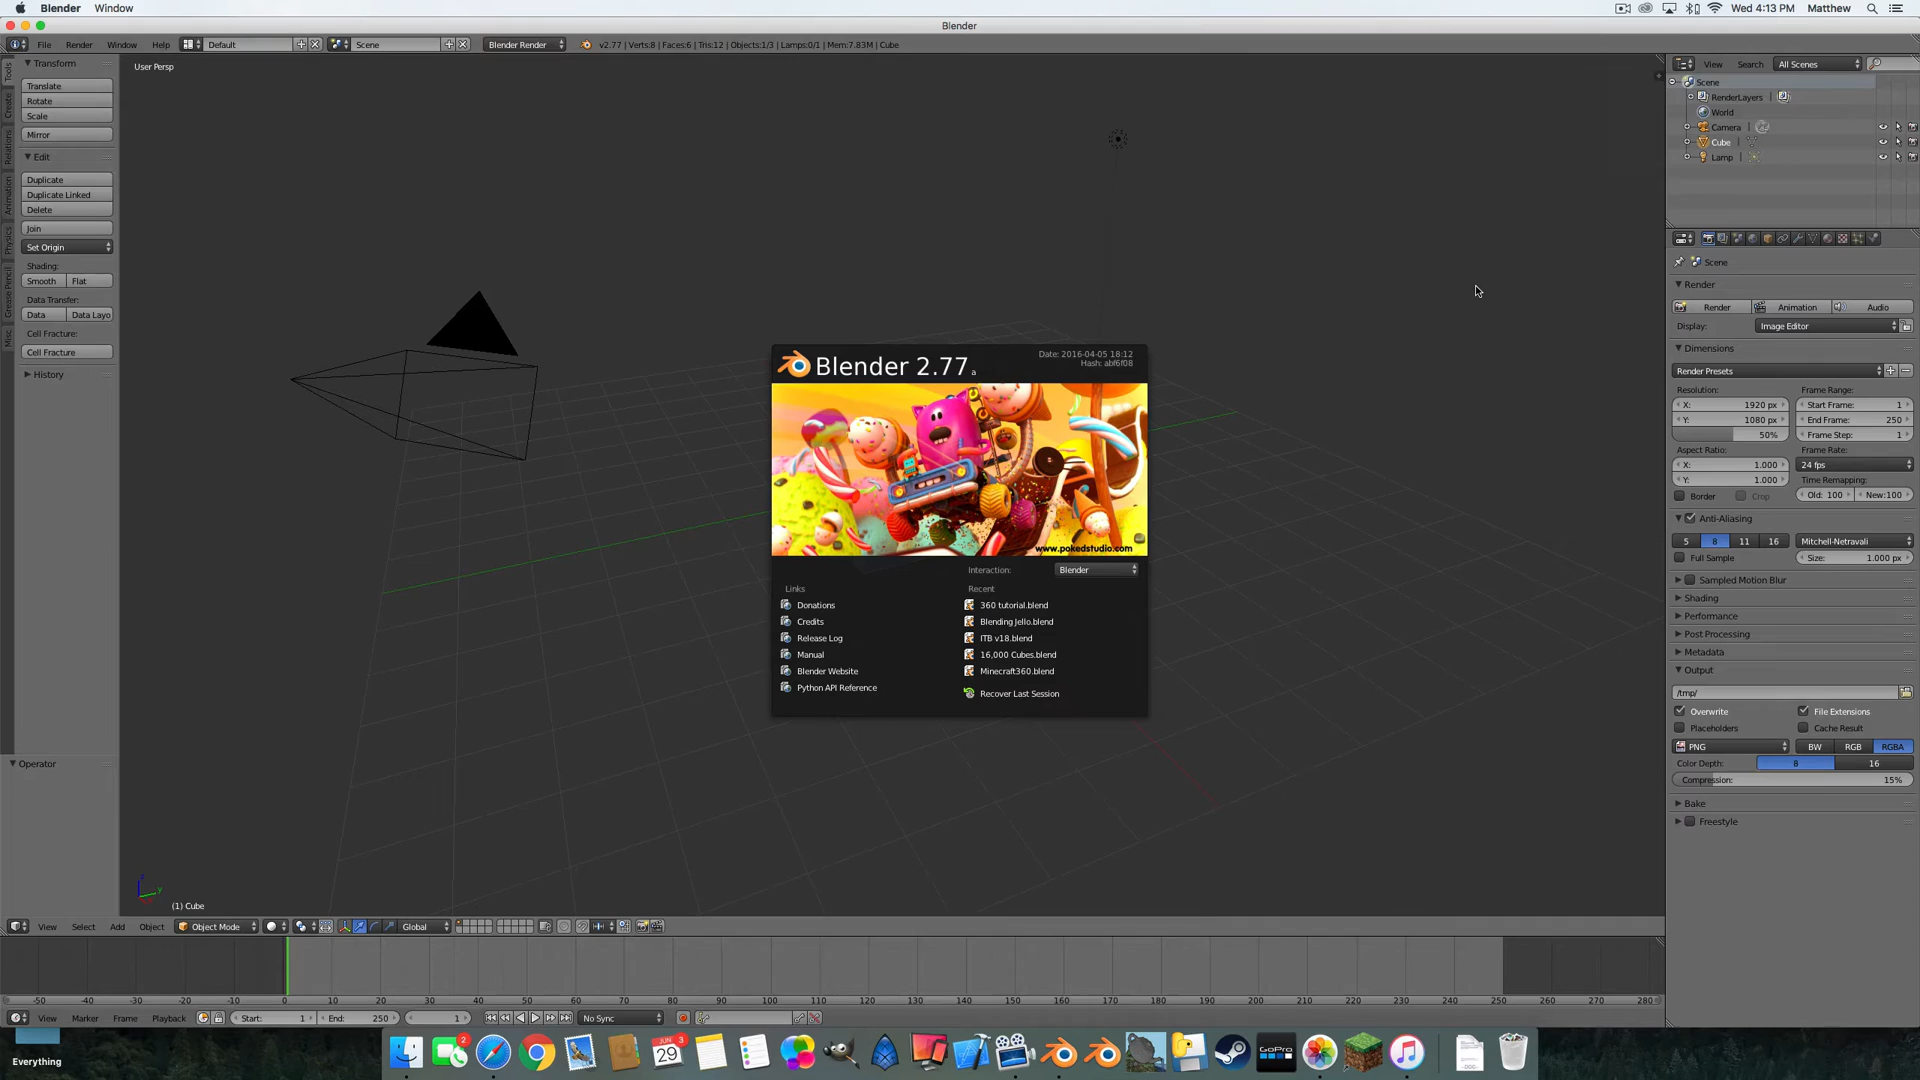 Blender Window Wed 4:13 PM Matthew
Blender
File Render Window Help Default Scene Blender Render v2.77 | Verts:8 | Faces:6 | Tris:12 | Objects:1/3 | Lamps:0/1 | Mem:7.83M | Cube
Tools
Create
Relations
Animation
Physics
Grease Pencil
Misc
Transform
Translate
Rotate
Scale
Mirror
Edit
Duplicate
Duplicate Linked
Delete
Join
Set Origin
Shading:
Smooth Flat
Data Transfer:
Data Data Layo
Cell Fracture:
Cell Fracture
History
Operator
User Persp
Blender 2.77 a
Date: 2016-04-05 18:12
Hash: abf6f08
www.pokedstudio.com
Interaction: Blender
Links
Donations
Credits
Release Log
Manual
Blender Website
Python API Reference
Recent
360 tutorial.blend
Blending Jello.blend
ITB v18.blend
16,000 Cubes.blend
Minecraft360.blend
Recover Last Session
z
y
(1) Cube
View Search All Scenes
Scene
RenderLayers
World
Camera
Cube
Lamp
Scene
Render
Render Animation Audio
Display: Image Editor
Dimensions
Render Presets
Resolution: Frame Range:
X: 1920 px Start Frame: 1
Y: 1080 px End Frame: 250
50% Frame Step: 1
Aspect Ratio: Frame Rate:
X: 1.000 24 fps
Y: 1.000 Time Remapping:
Border Crop Old: 100 New:100
Anti-Aliasing
5 8 11 16 Mitchell-Netravali
Full Sample Size: 1.000 px
Sampled Motion Blur
Shading
Performance
Post Processing
Metadata
Output
/tmp/
Overwrite File Extensions
Placeholders Cache Result
PNG BW RGB RGBA
Color Depth: 8 16
Compression: 15%
Bake
Freestyle
View Select Add Object Object Mode Global
-50 -40 -30 -20 -10 0 10 20 30 40 50 60 70 80 90 100 110 120 130 140 150 160 170 180 190 200 210 220 230 240 250 260 270 280
View Marker Frame Playback Start: 1 End: 250 1 No Sync
Everything
2
JUN 3
29
GoPro